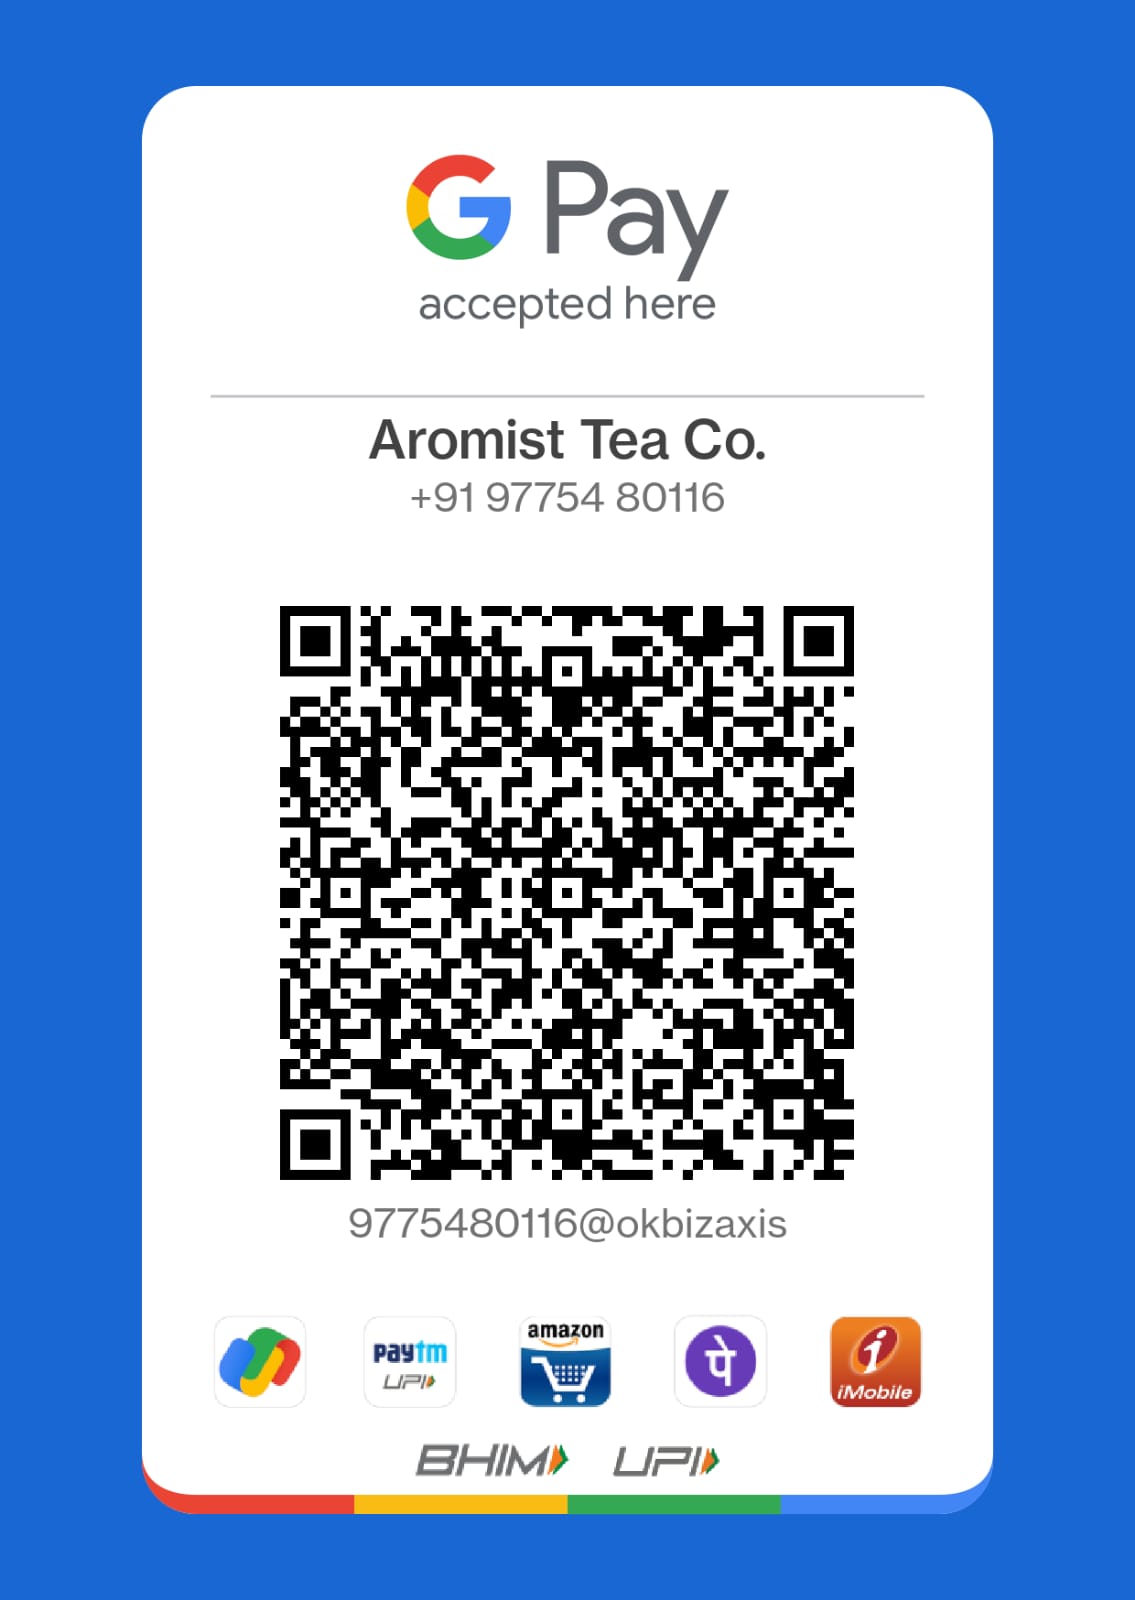 G Pay
accepted here
Aromist Tea Co.
+91 97754 80116
9775480116@okbizaxis
paytm
UPI
amazon
पे
i
iMobile
BHIM UPI